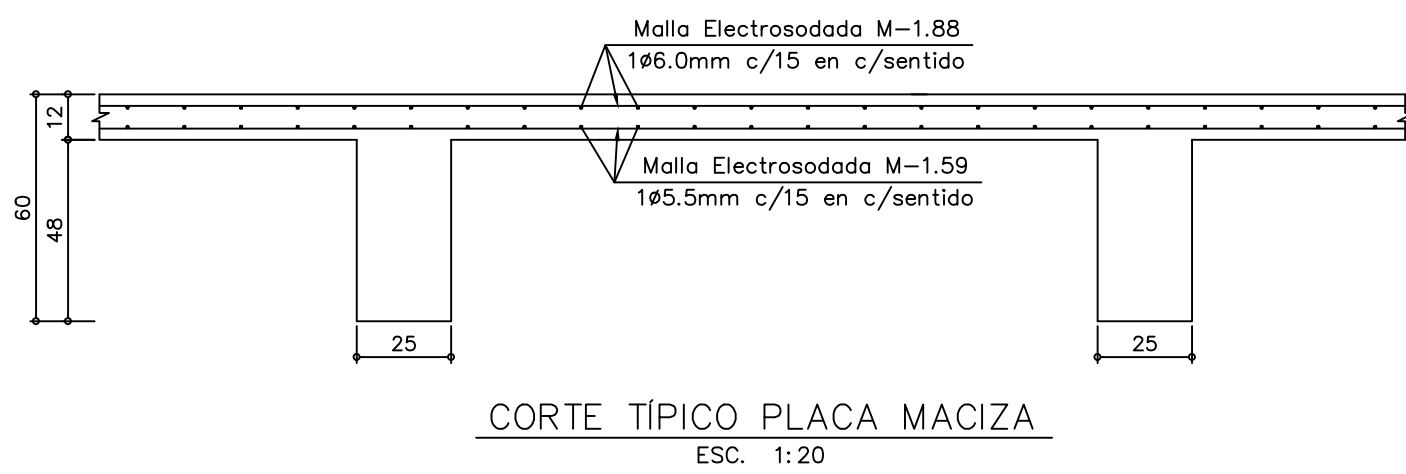 Malla Electrosodada M-1.88
1ø6.0mm c/15 en c/sentido
12
60
48
Malla Electrosodada M-1.59
1ø5.5mm c/15 en c/sentido
25
25
CORTE TÍPICO PLACA MACIZA
ESC. 1:20